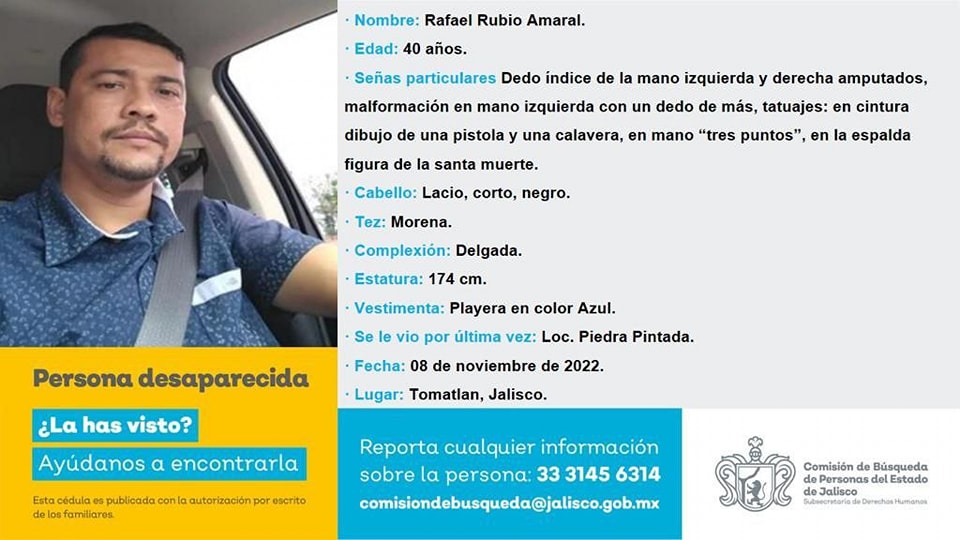 · Nombre: Rafael Rubio Amaral.
· Edad: 40 años.
· Señas particulares Dedo índice de la mano izquierda y derecha amputados,
malformación en mano izquierda con un dedo de más, tatuajes: en cintura
dibujo de una pistola y una calavera, en mano “tres puntos”, en la espalda
figura de la santa muerte.
· Cabello: Lacio, corto, negro.
· Tez: Morena.
· Complexión: Delgada.
· Estatura: 174 cm.
· Vestimenta: Playera en color Azul.
· Se le vio por última vez: Loc. Piedra Pintada.
· Fecha: 08 de noviembre de 2022.
· Lugar: Tomatlan, Jalisco.
Persona desaparecida
¿La has visto?
Ayúdanos a encontrarla
Esta cédula es publicada con la autorización por escrito
de los familiares.
Reporta cualquier información
sobre la persona: 33 3145 6314
comisiondebusqueda@jalisco.gob.mx
Comisión de Búsqueda
de Personas del Estado
de Jalisco
Subsecretaría de Derechos Humanos